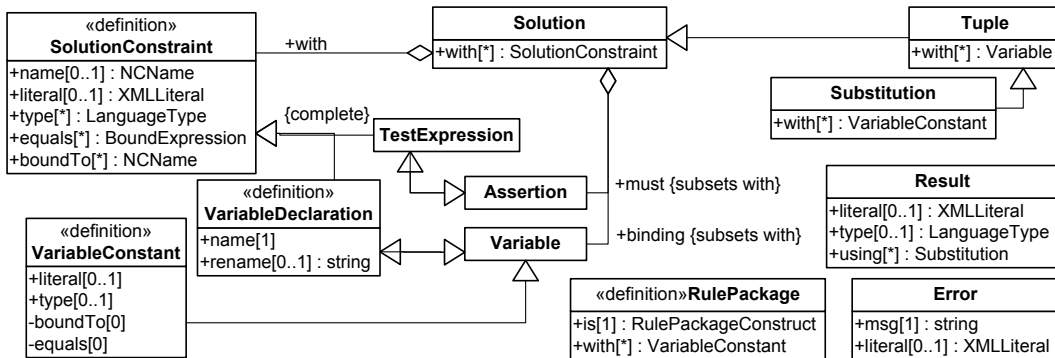 «definition»
SolutionConstraint
+name[0..1] : NCName
+literal[0..1] : XMLLiteral
+type[*] : LanguageType
+equals[*] : BoundExpression
+boundTo[*] : NCName
+with
Solution
+with[*] : SolutionConstraint
Tuple
+with[*] : Variable
Substitution
+with[*] : VariableConstant
{complete}
TestExpression
Assertion
+must {subsets with}
«definition»
VariableDeclaration
+name[1]
+rename[0..1] : string
Variable
+binding {subsets with}
Result
+literal[0..1] : XMLLiteral
+type[0..1] : LanguageType
+using[*] : Substitution
«definition»
VariableConstant
+literal[0..1]
+type[0..1]
-boundTo[0]
-equals[0]
«definition»RulePackage
+is[1] : RulePackageConstruct
+with[*] : VariableConstant
Error
+msg[1] : string
+literal[0..1] : XMLLiteral